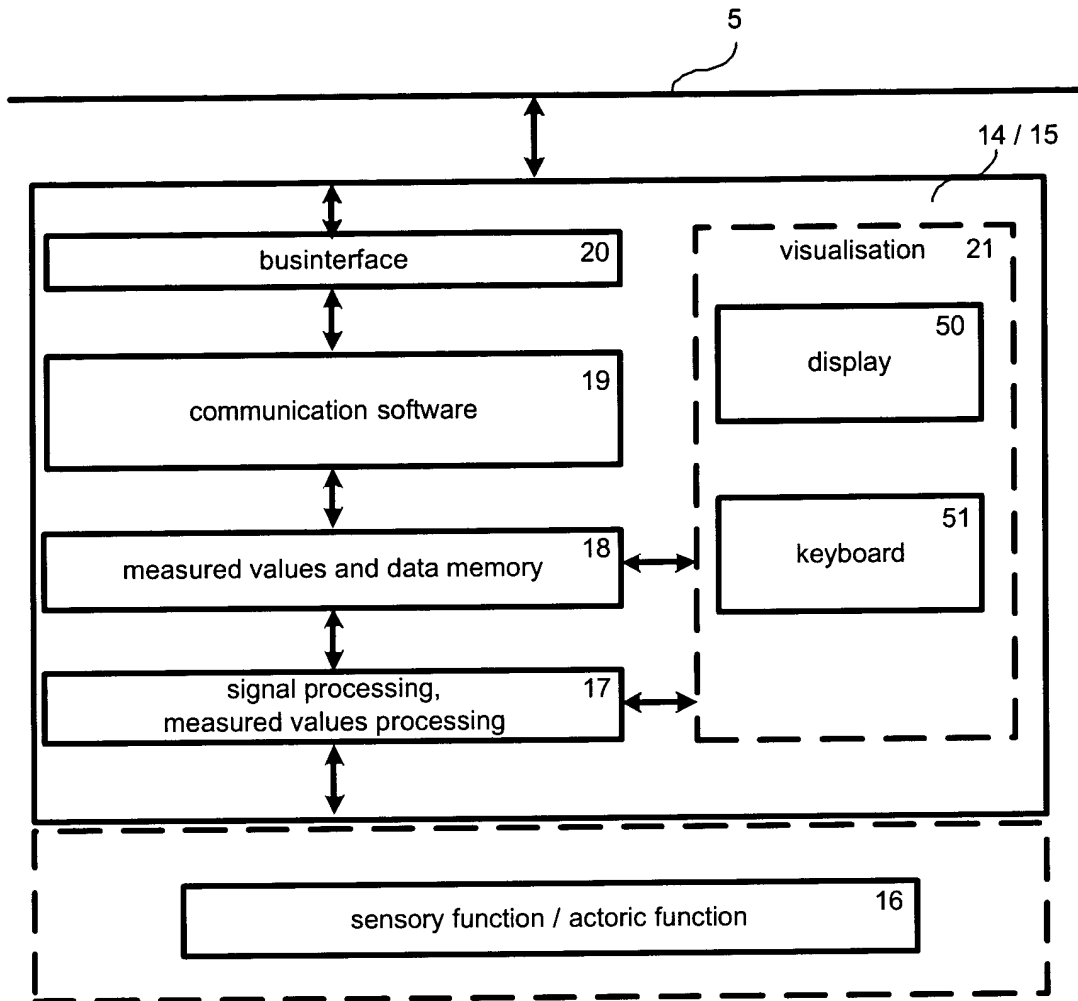 5
14 / 15
businterface 20
visualisation 21
50
display
19
communication software
51
keyboard
18
measured values and data memory
signal processing, 17
measured values processing
16
sensory function / actoric function